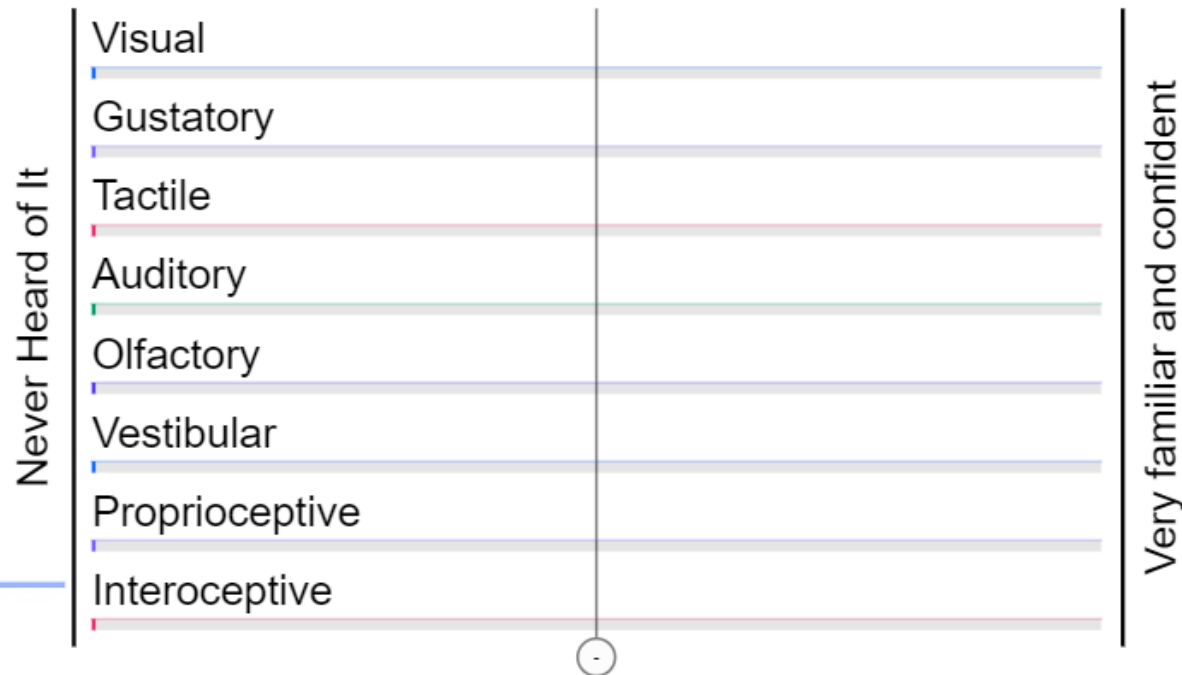 Never Heard of It
Visual
Gustatory
Tactile
Auditory
Olfactory
Vestibular
Proprioceptive
Interoceptive
-
Very familiar and confident